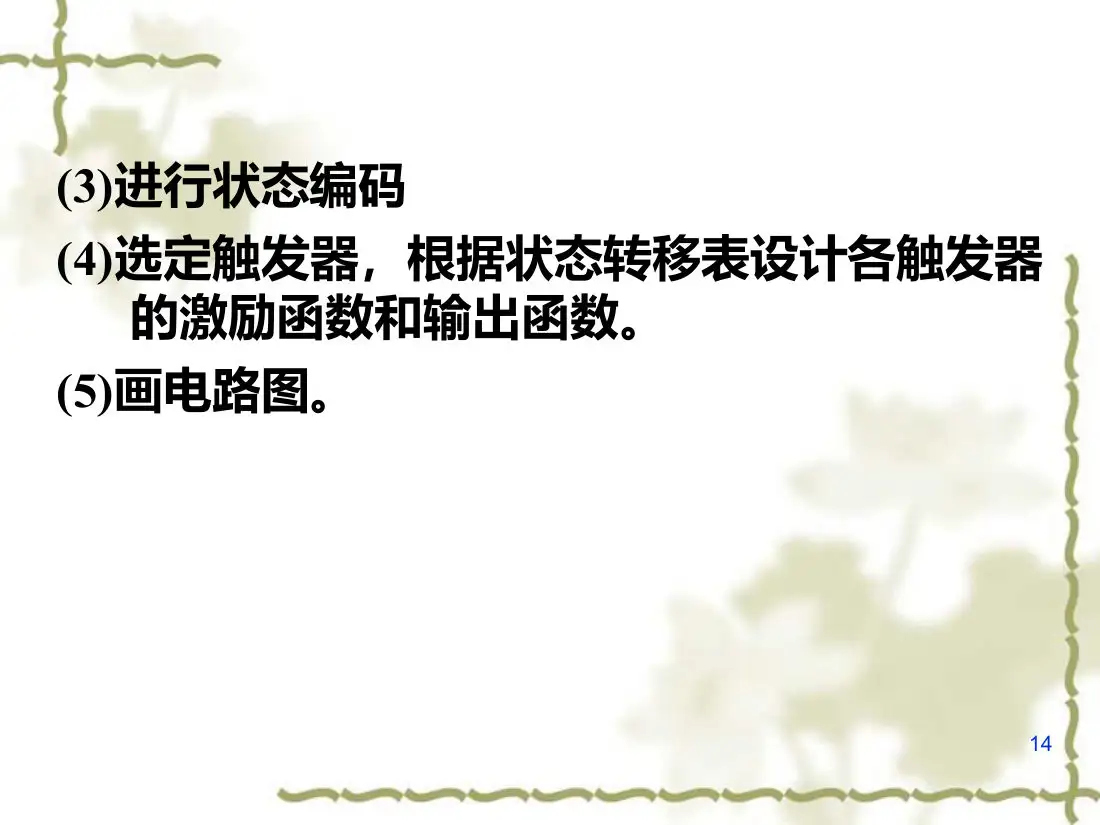 (3)进行状态编码
(4)选定触发器，根据状态转移表设计各触发器
的激励函数和输出函数。
(5)画电路图。
14